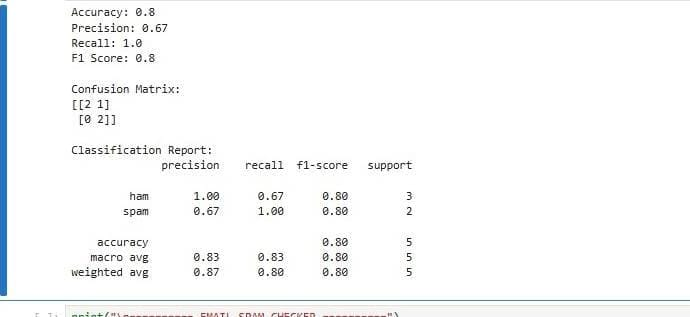 Accuracy: 0.8
Precision: 0.67
Recall: 1.0
F1 Score: 0.8
Confusion Matrix:
[[2 1]
[0 2]]
Classification Report:
precision recall f1-score support
ham 1.00 0.67 0.80 3
spam 0.67 1.00 0.80 2
accuracy 0.80 5
macro avg 0.83 0.83 0.80 5
weighted avg 0.87 0.80 0.80 5
print("\========== EMAIL SPAM CHECKER ==========")